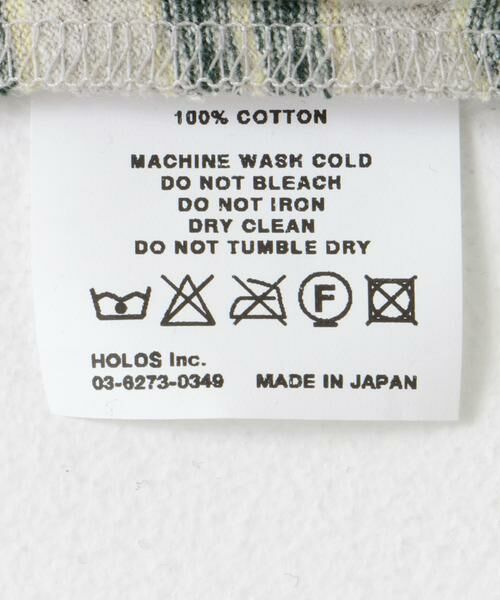 100% COTTON
MACHINE WASH COLD
DO NOT BLEACH
DO NOT IRON
DRY CLEAN
DO NOT TUMBLE DRY
F
HOLOS Inc.
03-6273-0349 MADE IN JAPAN